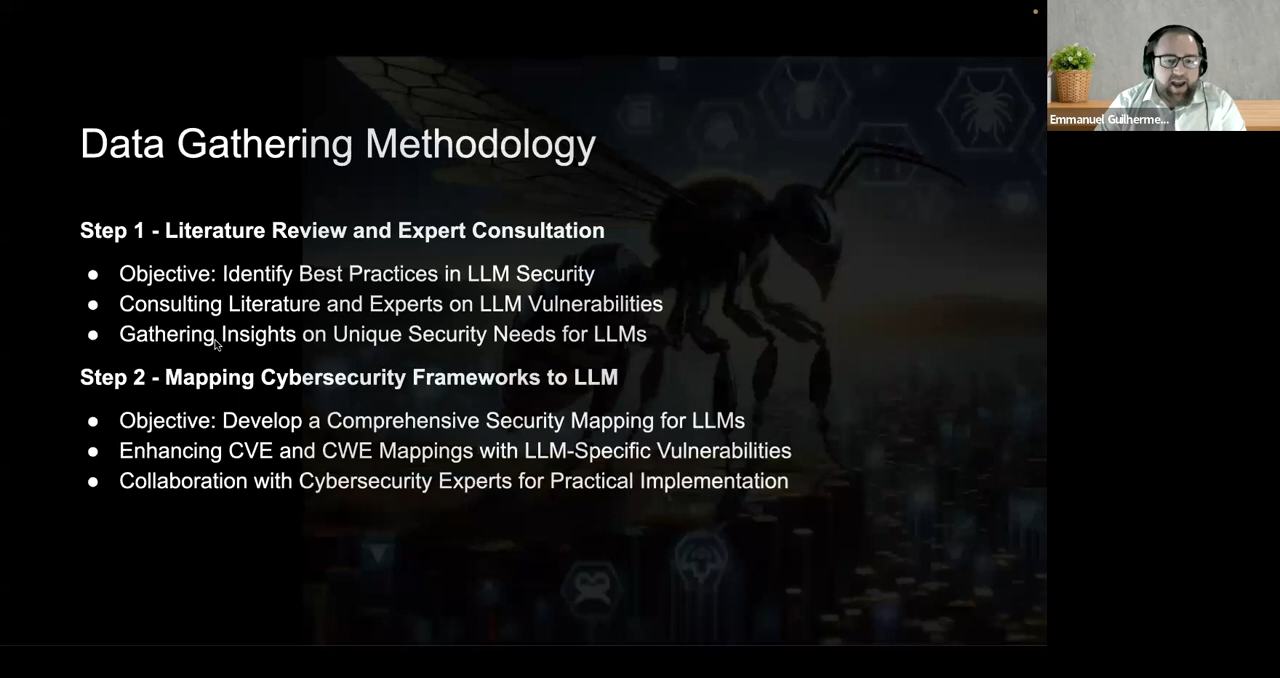 Data Gathering Methodology
Step 1 - Literature Review and Expert Consultation
● Objective: Identify Best Practices in LLM Security
● Consulting Literature and Experts on LLM Vulnerabilities
● Gathering Insights on Unique Security Needs for LLMs
Step 2 - Mapping Cybersecurity Frameworks to LLM
● Objective: Develop a Comprehensive Security Mapping for LLMs
● Enhancing CVE and CWE Mappings with LLM-Specific Vulnerabilities
● Collaboration with Cybersecurity Experts for Practical Implementation
Emmanuel Guilherme...